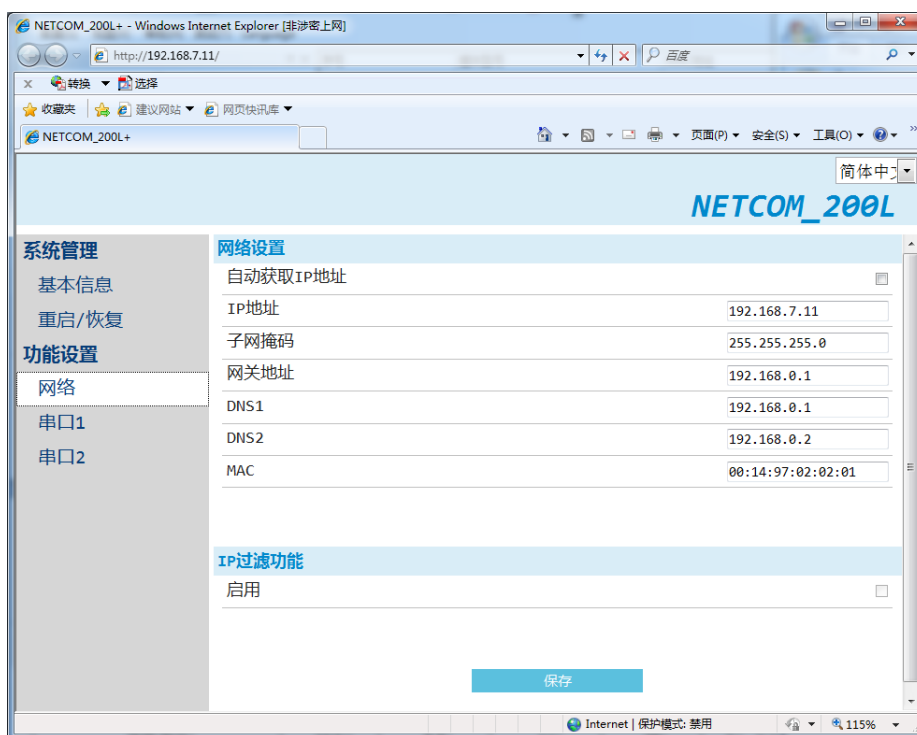 NETCOM_200L+ - Windows Internet Explorer [非涉密上网]
http://192.168.7.11/
百度
x 转换 选择
收藏夹 建议网站 网页快讯库
NETCOM_200L+ 页面(P) 安全(S) 工具(O)
简体中文
NETCOM_200L
系统管理
基本信息
重启/恢复
功能设置
网络
串口1
串口2
网络设置
自动获取IP地址
IP地址 192.168.7.11
子网掩码 255.255.255.0
网关地址 192.168.0.1
DNS1 192.168.0.1
DNS2 192.168.0.2
MAC 00:14:97:02:02:01
IP过滤功能
启用
保存
Internet | 保护模式: 禁用 115%